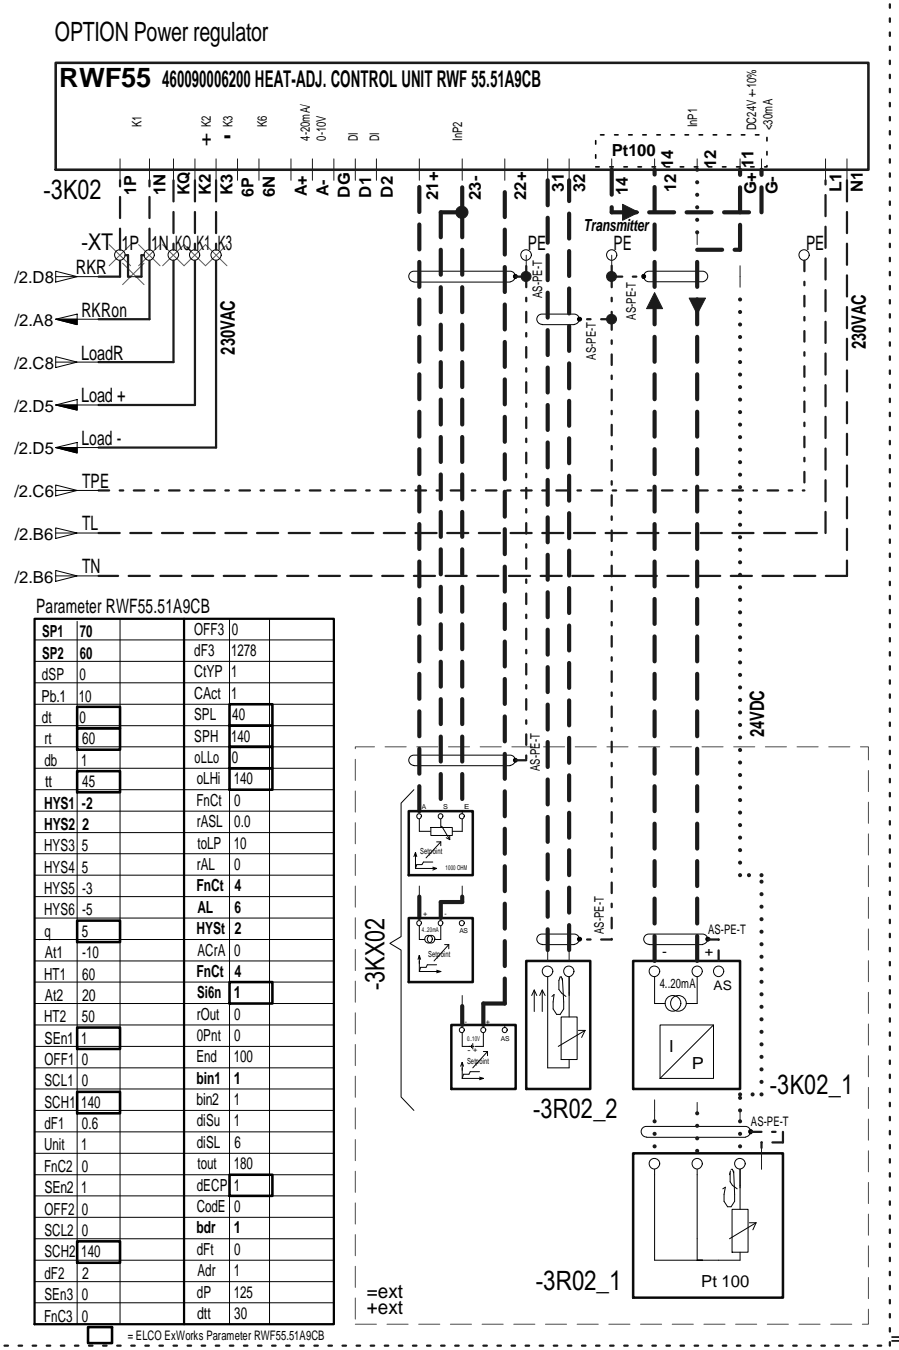 OPTION Power regulator
RWF55 460090006200 HEAT-ADJ. CONTROL UNIT RWF 55.51A9CB
K1
+ K2
- K3
K6
4-20mA/
0-10V
DI
DI
InP2
Pt100
InP1
DC24V +10%
<30mA
14
12
11
-3K02
1P
1N
KQ
K2
K3
6P
6N
A+
A-
DG
D1
D2
21+
23-
22+
31
32
14
12
G+
G-
L1
N1
Transmitter
-XT
1P
1N
KQ
K1
K3
PE
PE
PE
/2.D8 RKR
/2.A8 RKRon
/2.C8 LoadR
/2.D5 Load +
/2.D5 Load -
/2.C6 TPE
/2.B6 TL
/2.B6 TN
230VAC
AS-PE-T
AS-PE-T
AS-PE-T
230VAC
24VDC
Parameter RWF55.51A9CB
SP1 70 OFF3 0
SP2 60 dF3 1278
dSP 0 CtYP 1
Pb.1 10 CAct 1
dt 0 SPL 40
rt 60 SPH 140
db 1 oLLo 0
tt 45 oLHi 140
HYS1 -2 FnCt 0
HYS2 2 rASL 0.0
HYS3 5 toLP 10
HYS4 5 rAL 0
HYS5 -3 FnCt 4
HYS6 -5 AL 6
q 5 HYSt 2
At1 -10 ACrA 0
HT1 60 FnCt 4
At2 20 Si6n 1
HT2 50 rOut 0
SEn1 1 0Pnt 0
OFF1 0 End 100
SCL1 0 bin1 1
SCH1 140 bin2 1
dF1 0.6 diSu 1
Unit 1 diSL 6
FnC2 0 tout 180
SEn2 1 dECP 1
OFF2 0 CodE 0
SCL2 0 bdr 1
SCH2 140 dFt 0
dF2 2 Adr 1
SEn3 0 dP 125
FnC3 0 dtt 30
= ELCO ExWorks Parameter RWF55.51A9CB
AS-PE-T
A S E
Setpoint
1000 OHM
-3KX02
+ - AS
4..20mA
Setpoint
- + AS
0..10V
- +
Setpoint
AS-PE-T
-3R02_2
AS-PE-T
- +
4..20mA
AS
I
P
-3K02_1
AS-PE-T
-3R02_1
Pt 100
=ext
+ext
=